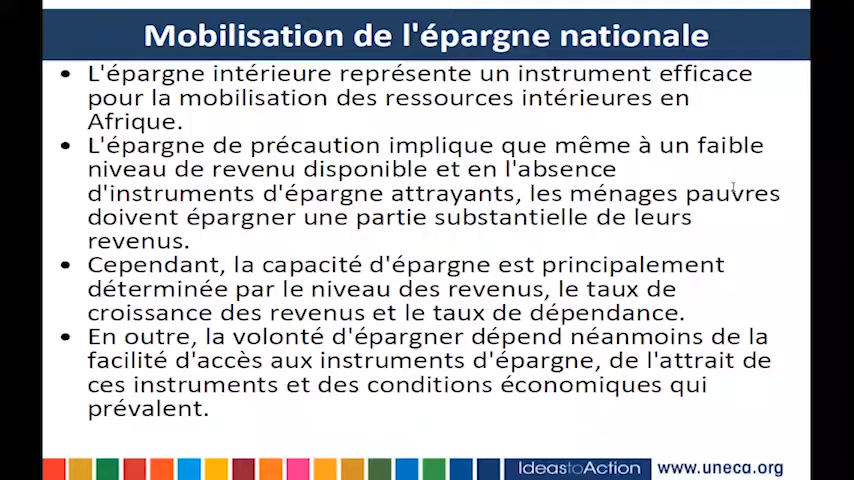 Mobilisation de l'épargne nationale
• L'épargne intérieure représente un instrument efficace
pour la mobilisation des ressources intérieures en
Afrique.
• L'épargne de précaution implique que même à un faible
niveau de revenu disponible et en l'absence
d'instruments d'épargne attrayants, les ménages pauvres
doivent épargner une partie substantielle de leurs
revenus.
• Cependant, la capacité d'épargne est principalement
déterminée par le niveau des revenus, le taux de
croissance des revenus et le taux de dépendance.
• En outre, la volonté d'épargner dépend néanmoins de la
facilité d'accès aux instruments d'épargne, de l'attrait de
ces instruments et des conditions économiques qui
prévalent.
IdeastoAction www.uneca.org